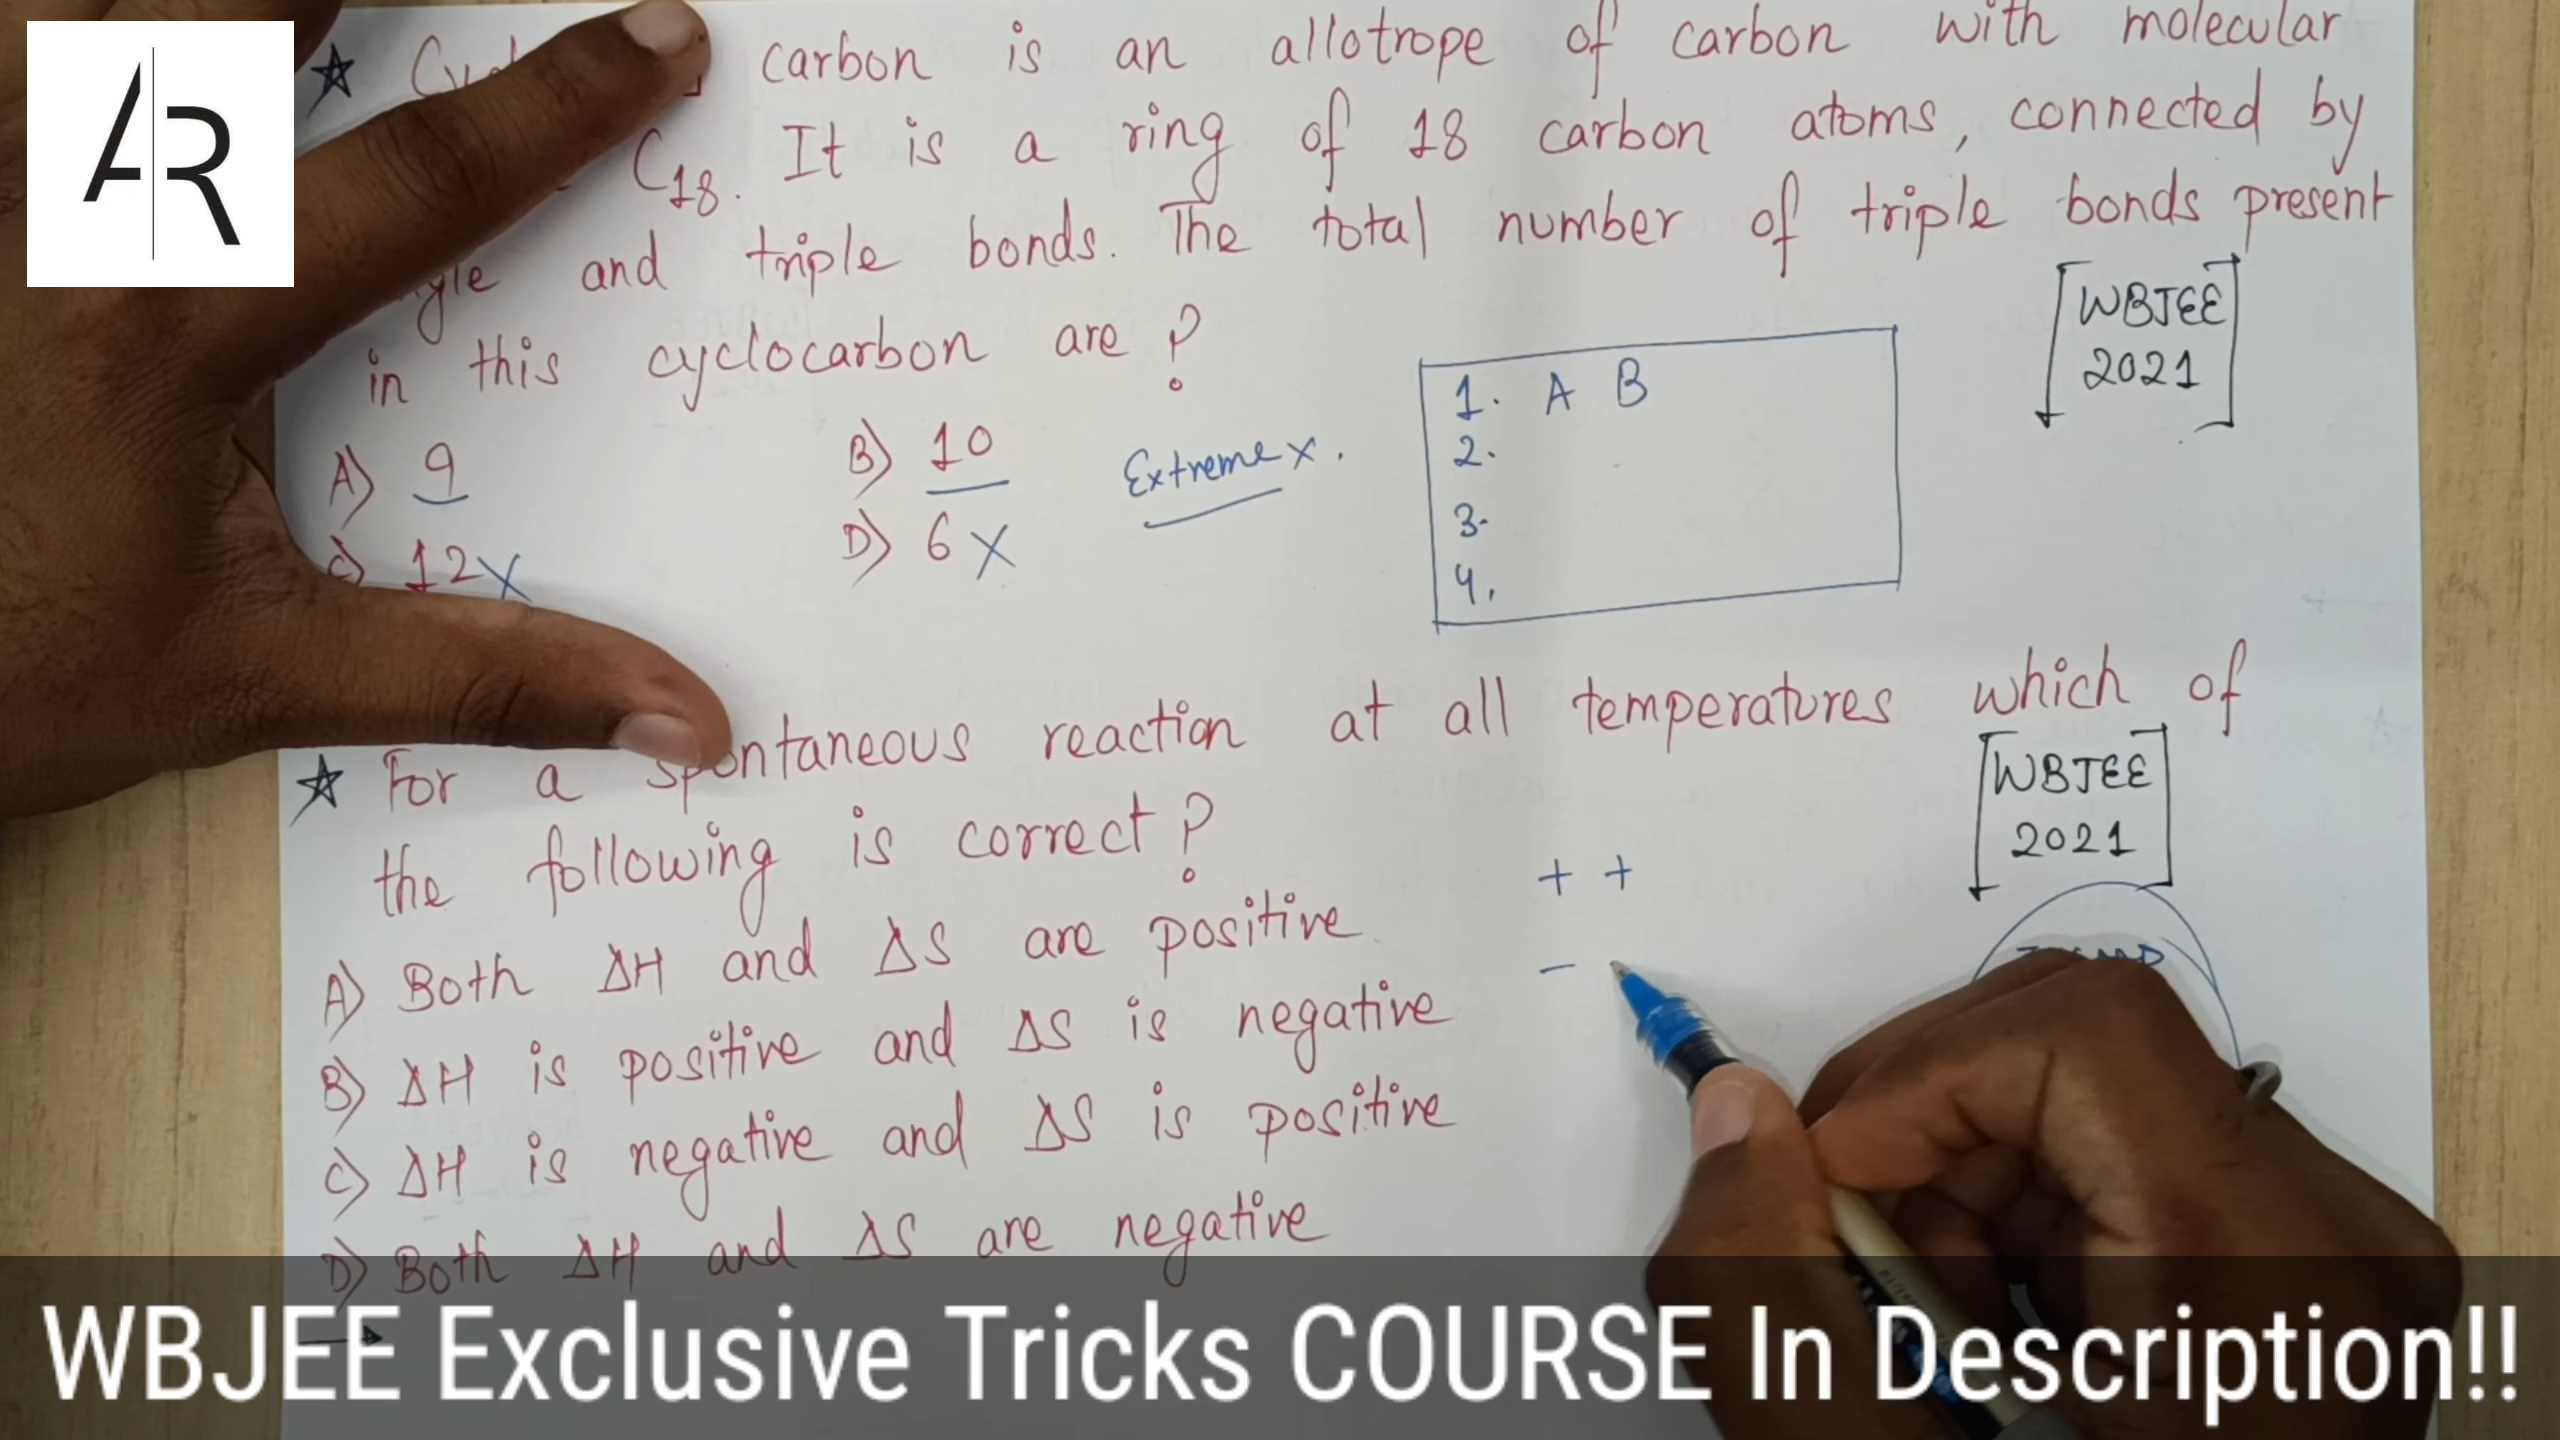 AR
carbon is an allotrope of carbon with molecular
C18. It is a ring of 18 carbon atoms, connected by
and triple bonds. The total number of triple bonds present
in this cyclocarbon are ?
[WBJEE
2021]
A) 9
B) 10
Extreme x.
C) 12 x
D) 6 x
1. A B
2.
3.
4.
For a spontaneous reaction at all temperatures which of
the following is correct ?
[WBJEE
2021]
+ +
-
A) Both ΔH and ΔS are positive
B) ΔH is positive and ΔS is negative
C) ΔH is negative and ΔS is positive
D) Both ΔH and ΔS are negative
WBJEE Exclusive Tricks COURSE In Description!!